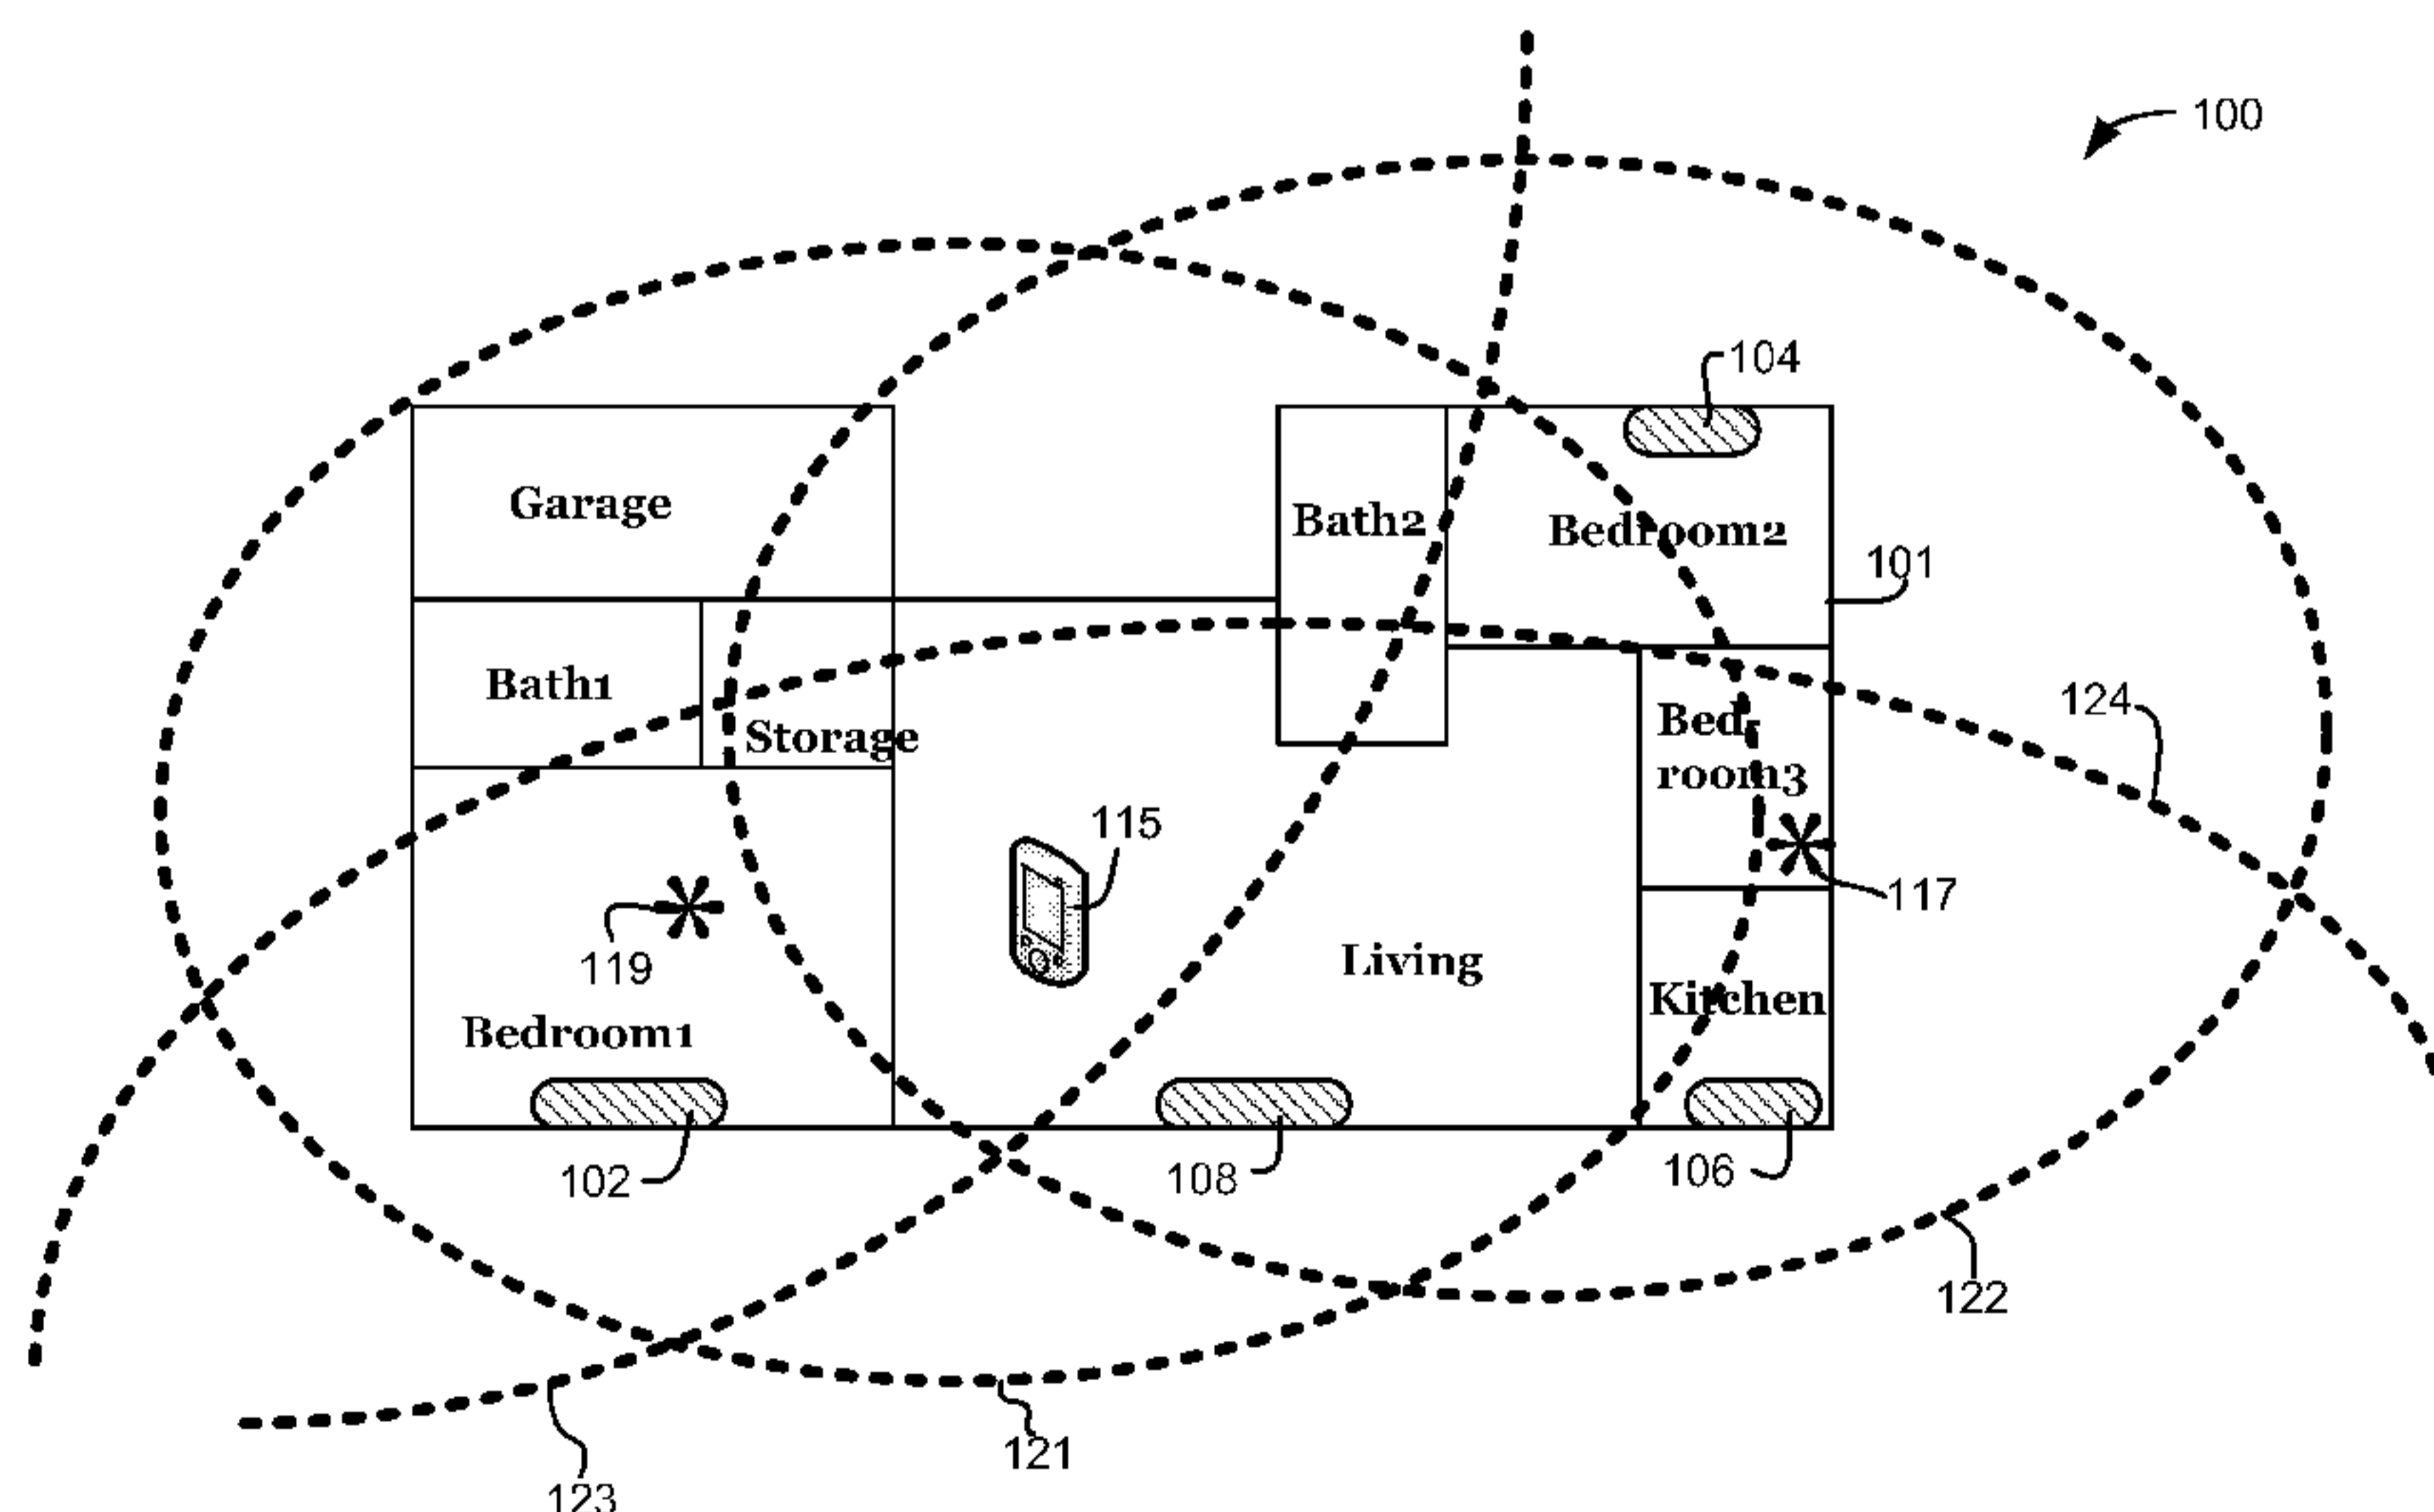 100
104
Garage
Bath2
Bedroom2
101
Bath1
Storage
Bed-
room3
124
115
117
119
Living
Kitchen
Bedroom1
102
108
106
122
121
123